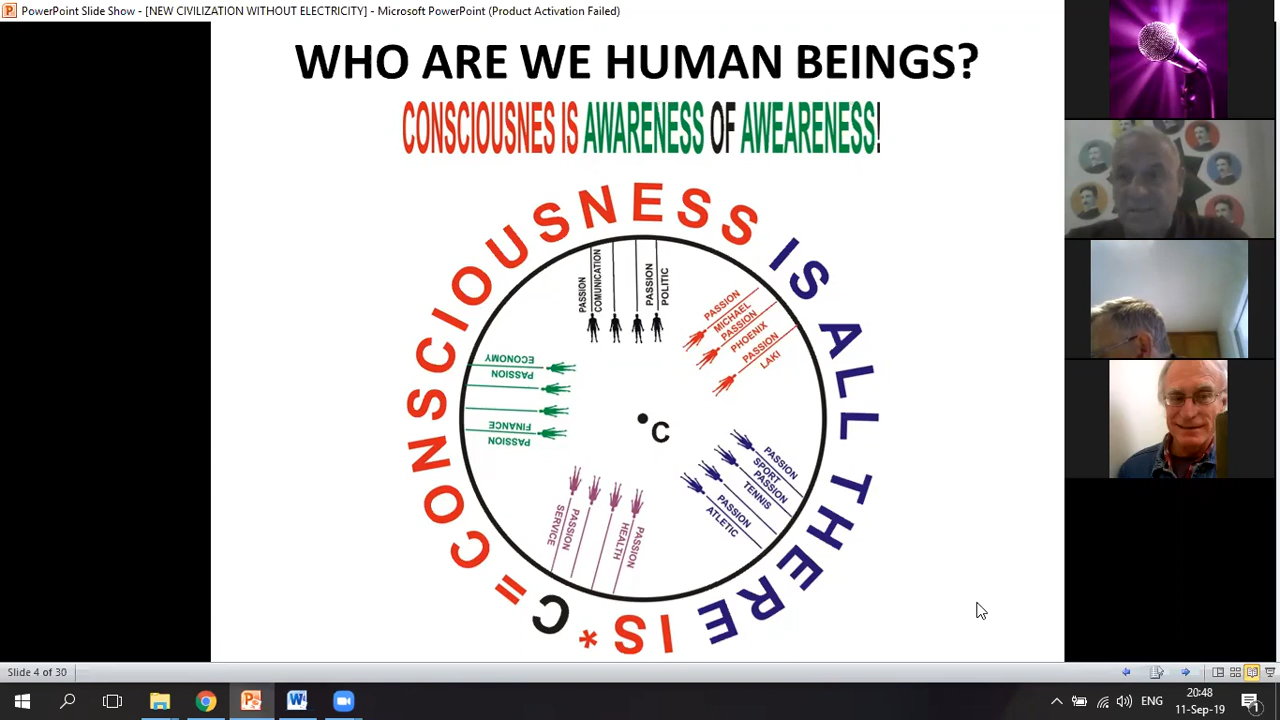 PowerPoint Slide Show - [NEW CIVILIZATION WITHOUT ELECTRICITY] - Microsoft PowerPoint (Product Activation Failed)
WHO ARE WE HUMAN BEINGS?
CONSCIOUSNES IS AWARENESS OF AWEARENESS!
CONSCIOUSNESS IS ALL THERE IS * C =
PASSION
COMUNICATION
PASSION
POLITIC
PASSION
MICHAEL
PASSION
PHOENIX
PASSION
LAKI
PASSION
SPORT
PASSION
TENNIS
PASSION
ATLETIC
PASSION
HEALTH
PASSION
SERVICE
PASSION
FINANCE
PASSION
ECONOMY
C
Slide 4 of 30
ENG
20:48
11-Sep-19
1